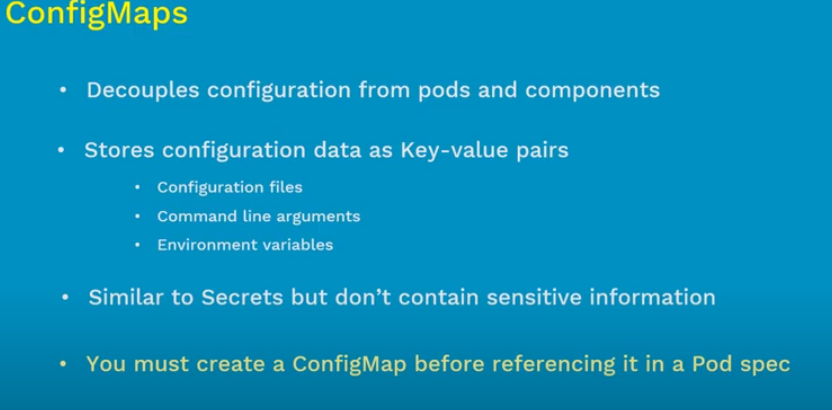 ConfigMaps
• Decouples configuration from pods and components
• Stores configuration data as Key-value pairs
• Configuration files
• Command line arguments
• Environment variables
• Similar to Secrets but don’t contain sensitive information
• You must create a ConfigMap before referencing it in a Pod spec